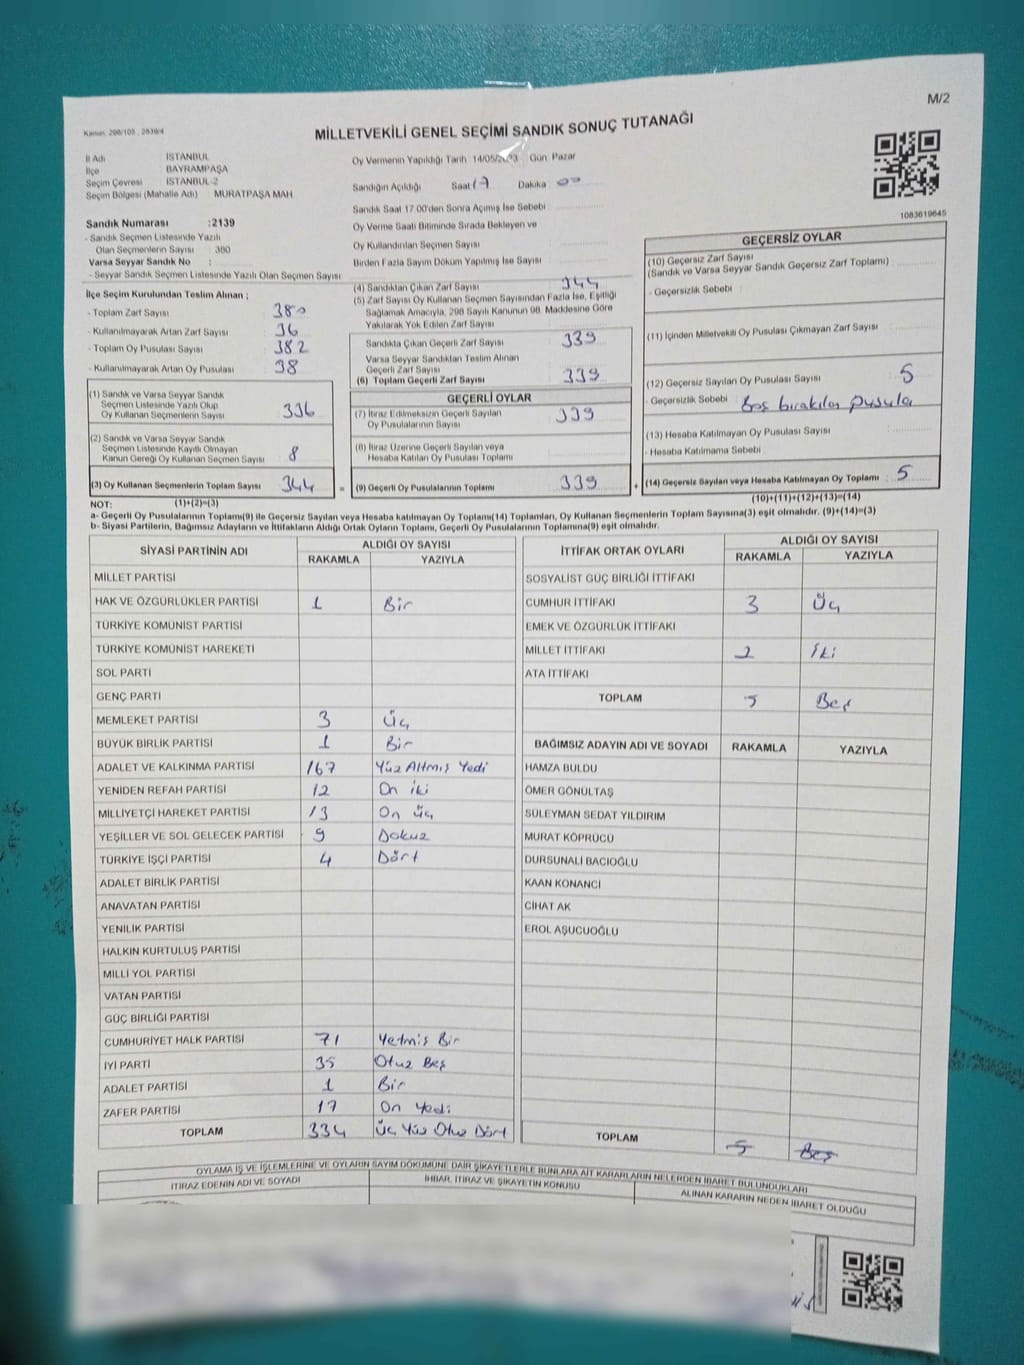 M/2
Kanun: 298/105 , 2839/4
MİLLETVEKİLİ GENEL SEÇİMİ SANDIK SONUÇ TUTANAĞI
İl Adı İSTANBUL
İlçe BAYRAMPAŞA
Seçim Çevresi İSTANBUL-2
Seçim Bölgesi (Mahalle Adı) : MURATPAŞA MAH
Oy Vermenin Yapıldığı Tarih 14/05/ Gün Pazar
Sandığın Açıldığı Saat 17 Dakika 00
Sandık Saat 17.00'den Sonra Açımış İse Sebebi :
Oy Verme Saati Bitiminde Sırada Bekleyen ve
Oy Kullandırılan Seçmen Sayısı
Birden Fazla Sayım Döküm Yapılmış İse Sayısı
1083619645
Sandık Numarası :2139
- Sandık Seçmen Listesinde Yazılı
Olan Seçmenlerin Sayısı : 380
Varsa Seyyar Sandık No :
- Seyyar Sandık Seçmen Listesinde Yazılı Olan Seçmen Sayısı
İlçe Seçim Kurulundan Teslim Alınan ;
- Toplam Zarf Sayısı : 380
- Kullanılmayarak Artan Zarf Sayısı : 36
- Toplam Oy Pusulası Sayısı : 382
- Kullanılmayarak Artan Oy Pusulası : 38
(1) Sandık ve Varsa Seyyar Sandık
Seçmen Listesinde Yazılı Olup
Oy Kullanan Seçmenlerin Sayısı : 336
(2) Sandık ve Varsa Seyyar Sandık
Seçmen Listesinde Kayıtlı Olmayan
Kanun Gereği Oy Kullanan Seçmen Sayısı : 8
(3) Oy Kullanan Seçmenlerin Toplam Sayısı : 344
(4) Sandıktan Çıkan Zarf Sayısı : 344
(5) Zarf Sayısı Oy Kullanan Seçmen Sayısından Fazla İse, Eşitliği
Sağlamak Amacıyla, 298 Sayılı Kanunun 98. Maddesine Göre
Yakılarak Yok Edilen Zarf Sayısı
Sandıkta Çıkan Geçerli Zarf Sayısı : 339
Varsa Seyyar Sandıktan Teslim Alınan
Geçerli Zarf Sayısı
(6) Toplam Geçerli Zarf Sayısı : 339
GEÇERLİ OYLAR
(7) İtiraz Edilmeksizin Geçerli Sayılan
Oy Pusulalarının Sayısı : 339
(8) İtiraz Üzerine Geçerli Sayılan veya
Hesaba Katılan Oy Pusulası Toplamı :
= (9) Geçerli Oy Pusulalarının Toplamı : 339
GEÇERSİZ OYLAR
(10) Geçersiz Zarf Sayısı
(Sandık ve Varsa Seyyar Sandık Geçersiz Zarf Toplamı) :
- Geçersizlik Sebebi :
(11) İçinden Milletvekili Oy Pusulası Çıkmayan Zarf Sayısı
(12) Geçersiz Sayılan Oy Pusulası Sayısı : 5
- Geçersizlik Sebebi : Boş bırakılan pusula
(13) Hesaba Katılmayan Oy Pusulası Sayısı :
- Hesaba Katılmama Sebebi :
+ (14) Geçersiz Sayılan veya Hesaba Katılmayan Oy Toplamı : 5
NOT: (1)+(2)=(3) (10)+(11)+(12)+(13)=(14)
a- Geçerli Oy Pusulalarının Toplamı(9) ile Geçersiz Sayılan veya Hesaba katılmayan Oy Toplam(14) Toplamları, Oy Kullanan Seçmenlerin Toplam Sayısına(3) eşit olmalıdır. (9)+(14)=(3)
b- Siyasi Partilerin, Bağımsız Adayların ve İttifakların Aldığı Ortak Oyların Toplamı, Geçerli Oy Pusulalarının Toplamına(9) eşit olmalıdır.
SİYASİ PARTİNİN ADI ALDIĞI OY SAYISI
RAKAMLA YAZIYLA
MİLLET PARTİSİ
HAK VE ÖZGÜRLÜKLER PARTİSİ 1 Bir
TÜRKİYE KOMÜNİST PARTİSİ
TÜRKİYE KOMÜNİST HAREKETİ
SOL PARTİ
GENÇ PARTİ
MEMLEKET PARTİSİ 3 Üç
BÜYÜK BİRLİK PARTİSİ 1 Bir
ADALET VE KALKINMA PARTİSİ 167 Yüz Altmış Yedi
YENİDEN REFAH PARTİSİ 12 On iki
MİLLİYETÇİ HAREKET PARTİSİ 13 On üç
YEŞİLLER VE SOL GELECEK PARTİSİ 9 Dokuz
TÜRKİYE İŞÇİ PARTİSİ 4 Dört
ADALET BİRLİK PARTİSİ
ANAVATAN PARTİSİ
YENİLİK PARTİSİ
HALKIN KURTULUŞ PARTİSİ
MİLLİ YOL PARTİSİ
VATAN PARTİSİ
GÜÇ BİRLİĞİ PARTİSİ
CUMHURİYET HALK PARTİSİ 71 Yetmiş Bir
İYİ PARTİ 35 Otuz Beş
ADALET PARTİSİ 1 Bir
ZAFER PARTİSİ 17 On Yedi
TOPLAM 334 Üç Yüz Otuz Dört
İTTİFAK ORTAK OYLARI ALDIĞI OY SAYISI
RAKAMLA YAZIYLA
SOSYALİST GÜÇ BİRLİĞİ İTTİFAKI
CUMHUR İTTİFAKI 3 Üç
EMEK VE ÖZGÜRLÜK İTTİFAKI
MİLLET İTTİFAKI 2 İki
ATA İTTİFAKI
TOPLAM 5 Beş
BAĞIMSIZ ADAYIN ADI VE SOYADI RAKAMLA YAZIYLA
HAMZA BULDU
ÖMER GÖNÜLTAŞ
SÜLEYMAN SEDAT YILDIRIM
MURAT KÖPRÜCÜ
DURSUNALİ BACIOĞLU
KAAN KONANCI
CİHAT AK
EROL AŞUCUOĞLU
TOPLAM 5 Beş
OYLAMA İŞ VE İŞLEMLERİNE VE OYLARIN SAYIM DÖKÜMÜNE DAİR ŞİKAYETLERLE BUNLARA AİT KARARLARIN NELERDEN İBARET BULUNDUKLARI
İTİRAZ EDENİN ADI VE SOYADI İHBAR, İTİRAZ VE ŞİKAYETİN KONUSU ALINAN KARARIN NEDEN İBARET OLDUĞU